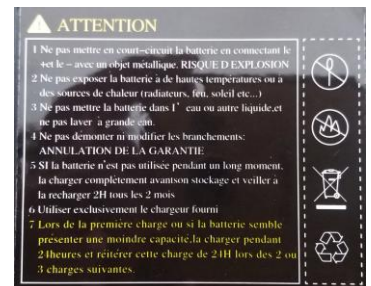 ATTENTION
1 Ne pas mettre en court-circuit la batterie en connectant le
+et le - avec un objet métallique. RISQUE D EXPLOSION
2 Ne pas exposer la batterie à de hautes températures ou à
des sources de chaleur (radiateurs, feu, soleil etc...)
3 Ne pas mettre la batterie dans l' eau ou autre liquide,et
ne pas laver à grande eau.
4 Ne pas démonter ni modifier les branchements:
ANNULATION DE LA GARANTIE
5 SI la batterie n'est pas utilisée pendant un long moment,
la charger complètement avantson stockage et veiller à
la recharger 2H tous les 2 mois
6 Utiliser exclusivement le chargeur fourni
7 Lors de la première charge ou si la batterie semble
présenter une moindre capacité,la charger pendant
24heures et réitérer cette charge de 24H lors des 2 ou
3 charges suivantes.